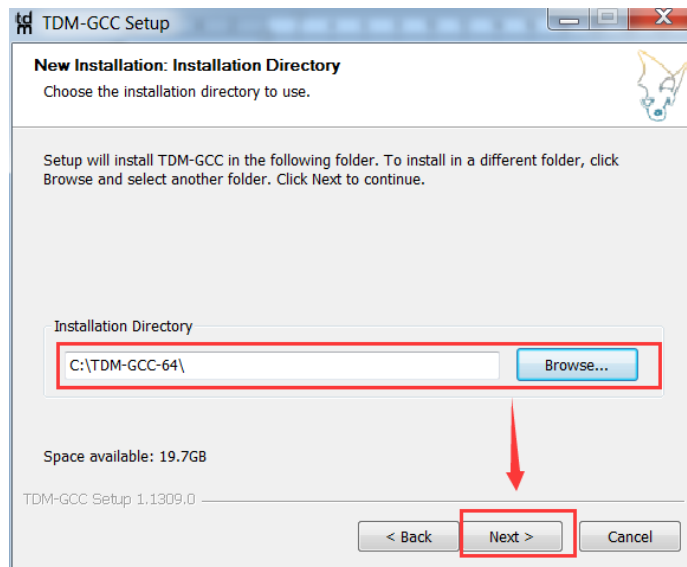 tdm TDM-GCC Setup
New Installation: Installation Directory
Choose the installation directory to use.
Setup will install TDM-GCC in the following folder. To install in a different folder, click
Browse and select another folder. Click Next to continue.
Installation Directory
C:\TDM-GCC-64\ Browse...
Space available: 19.7GB
TDM-GCC Setup 1.1309.0
< Back Next > Cancel